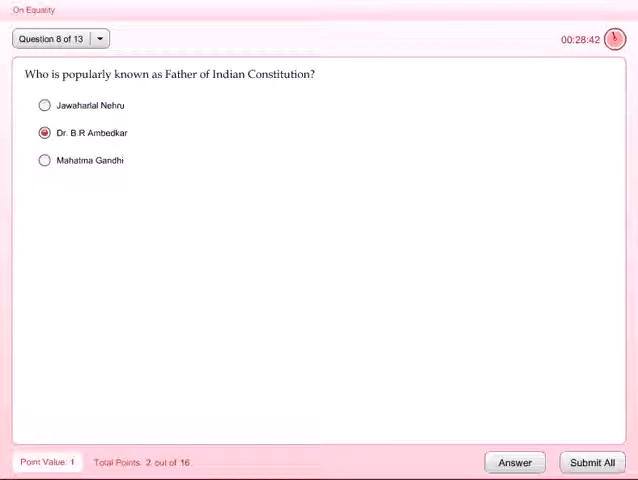 On Equality
Question 8 of 13
00:28:42
Who is popularly known as Father of Indian Constitution?
Jawaharlal Nehru
Dr. B.R Ambedkar
Mahatma Gandhi
Point Value: 1
Total Points: 2 out of 16
Answer
Submit All